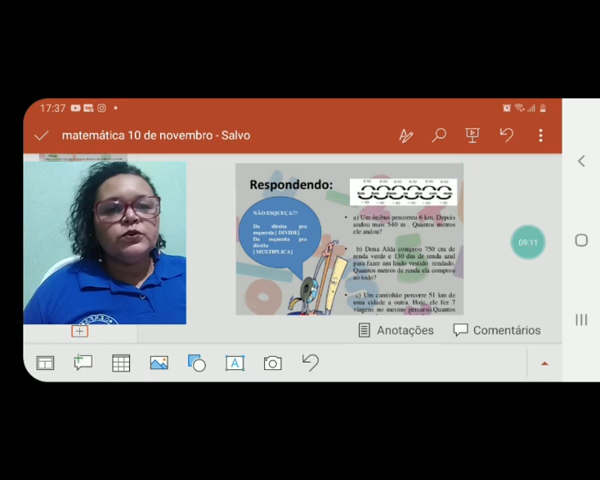 17:37
matemática 10 de novembro - Salvo
Respondendo:
NÃO ESQUEÇA!!!
Da direita pra
esquerda[ DIVIDE]
Da esquerda pra
direita
[ MULTIPLICA]
• a) Um ônibus percorreu 6 km. Depois
andou mais 540 m . Quantos metros
ele andou?
• b) Dona Alda comprou 750 cm de
renda verde e 130 dm de renda azul
para fazer um lindo vestido rendado.
Quantos metros de renda ela comprou
ao todo?
• c) Um caminhão percorre 51 km de
uma cidade a outra. Hoje, ele fez 7
viagens no mesmo percurso.Quantos
09:11
Anotações
Comentários